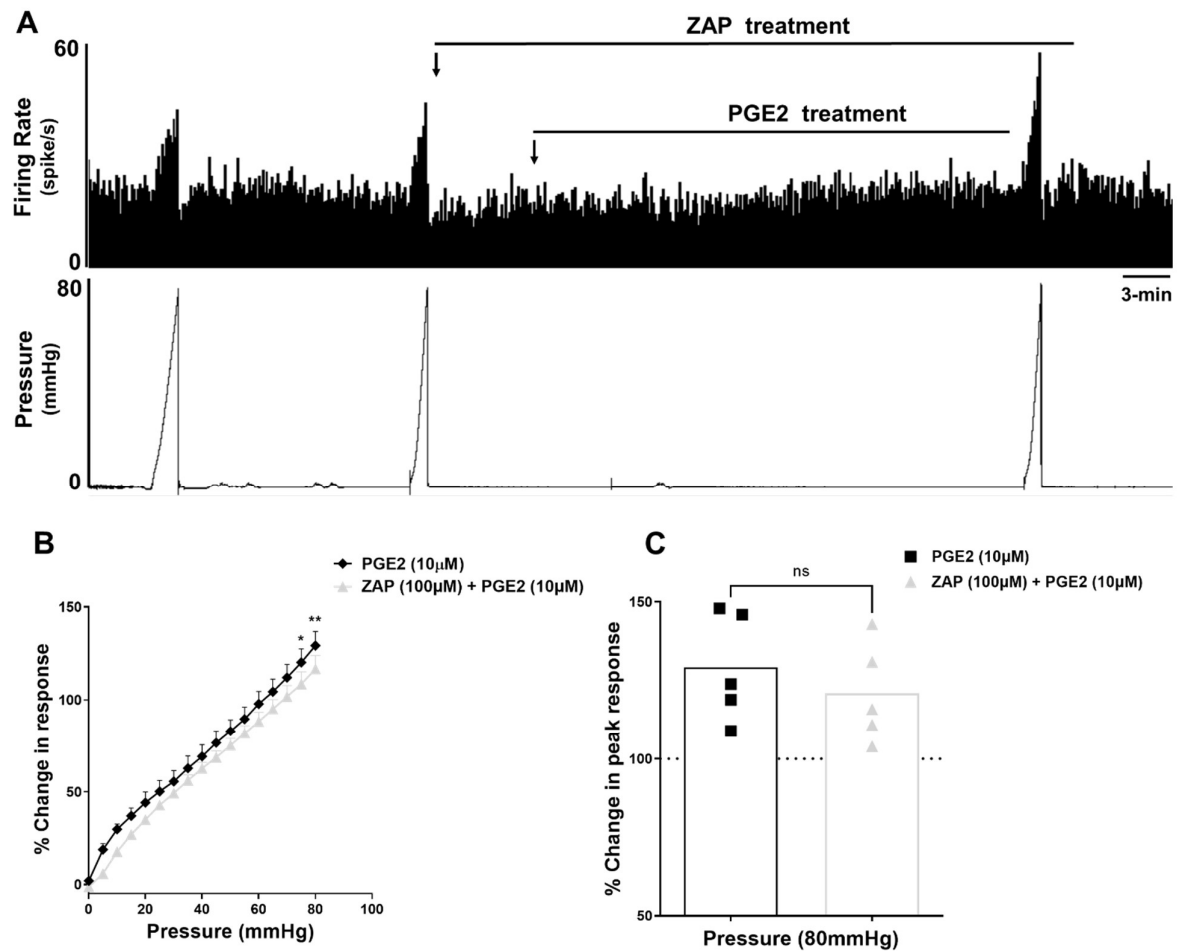 A
ZAP treatment
60
PGE2 treatment
Firing Rate
(spike/s)
0
3-min
80
Pressure
(mmHg)
0
B
PGE2 (10μM)
ZAP (100μM) + PGE2 (10μM)
150
100
50
0
% Change in response
*
**
0 20 40 60 80 100
Pressure (mmHg)
C
PGE2 (10μM)
ZAP (100μM) + PGE2 (10μM)
ns
150
100
50
% Change in peak response
Pressure (80mmHg)